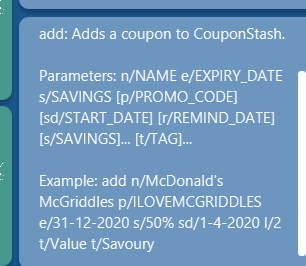 add: Adds a coupon to CouponStash.
Parameters: n/NAME e/EXPIRY_DATE
s/SAVINGS [p/PROMO_CODE]
[sd/START_DATE] [r/REMIND_DATE]
[s/SAVINGS]... [t/TAG]...
Example: add n/McDonald's
McGriddles p/ILOVEMCGRIDDLES
e/31-12-2020 s/50% sd/1-4-2020 l/2
t/Value t/Savoury